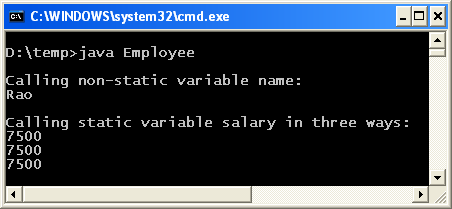 C:\WINDOWS\system32\cmd.exe
D:\temp>java Employee
Calling non-static variable name:
Rao
Calling static variable salary in three ways:
7500
7500
7500